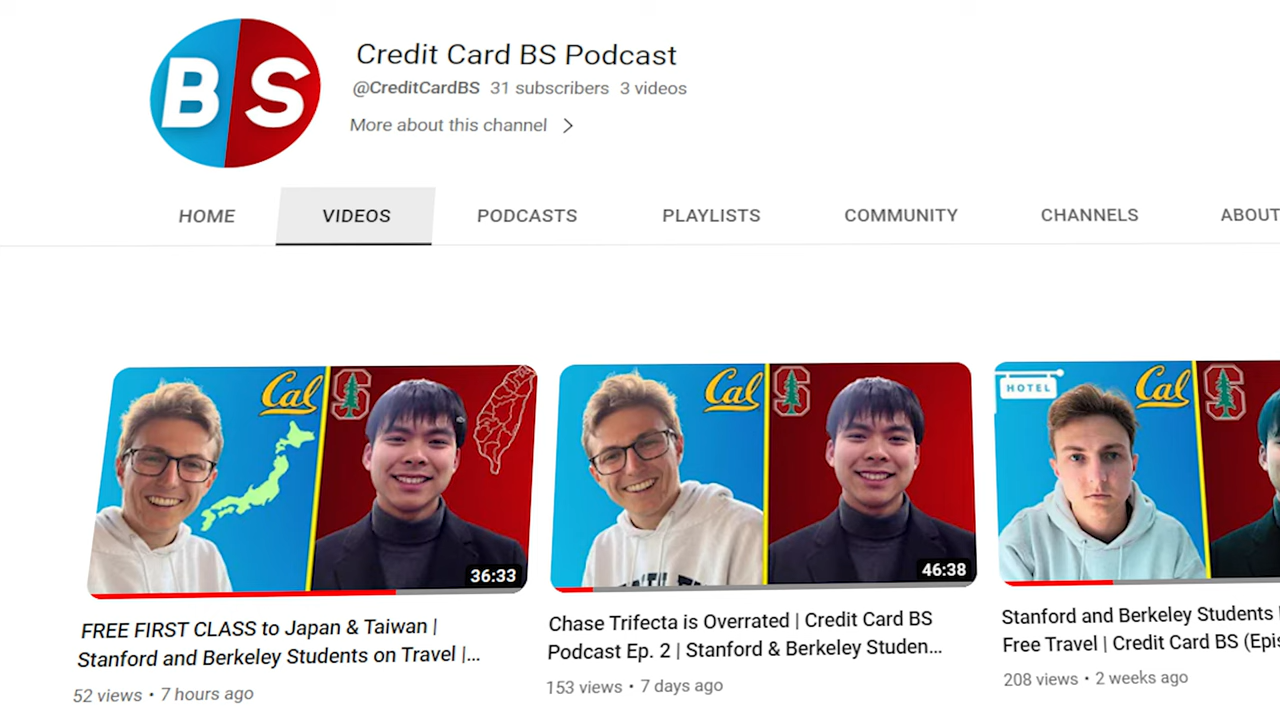 BS
Credit Card BS Podcast
@CreditCardBS 31 subscribers 3 videos
More about this channel
HOME VIDEOS PODCASTS PLAYLISTS COMMUNITY CHANNELS ABOUT
Cal S Cal S HOTEL Cal S
36:33 46:38
FREE FIRST CLASS to Japan & Taiwan |
Stanford and Berkeley Students on Travel |...
52 views • 7 hours ago
Chase Trifecta is Overrated | Credit Card BS
Podcast Ep. 2 | Stanford & Berkeley Studen...
153 views • 7 days ago
Stanford and Berkeley Students |
Free Travel | Credit Card BS (Epis
208 views • 2 weeks ago